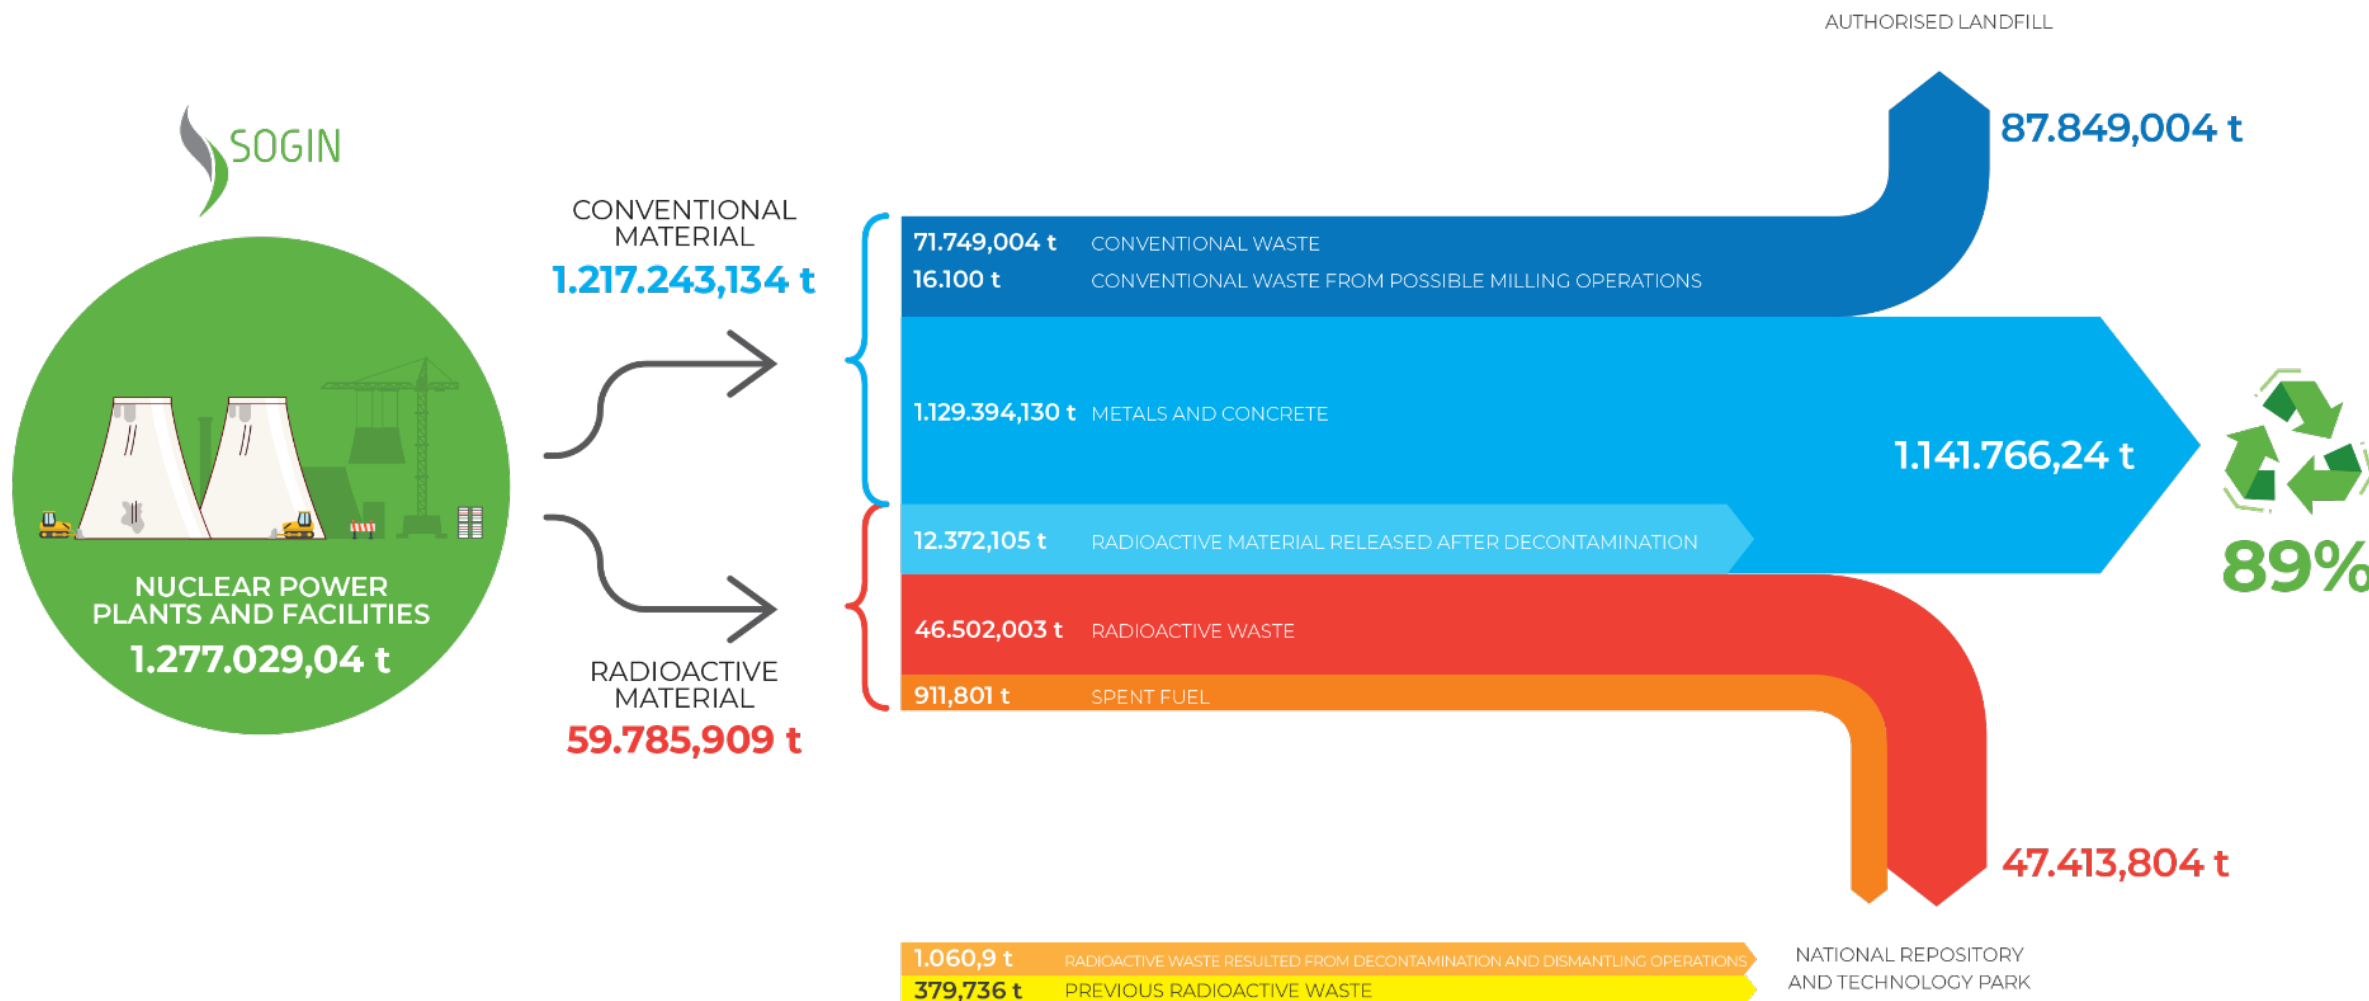 AUTHORISED LANDFILL
87.849,004 t
SOGIN
CONVENTIONAL
MATERIAL
1.217.243,134 t
71.749,004 t CONVENTIONAL WASTE
16.100 t CONVENTIONAL WASTE FROM POSSIBLE MILLING OPERATIONS
1.129.394,130 t METALS AND CONCRETE
1.141.766,24 t
12.372,105 t RADIOACTIVE MATERIAL RELEASED AFTER DECONTAMINATION
89%
NUCLEAR POWER
PLANTS AND FACILITIES
1.277.029,04 t
46.502,003 t RADIOACTIVE WASTE
RADIOACTIVE
MATERIAL
59.785,909 t
911,801 t SPENT FUEL
47.413,804 t
1.060,9 t RADIOACTIVE WASTE RESULTED FROM DECONTAMINATION AND DISMANTLING OPERATIONS
379,736 t PREVIOUS RADIOACTIVE WASTE
NATIONAL REPOSITORY
AND TECHNOLOGY PARK